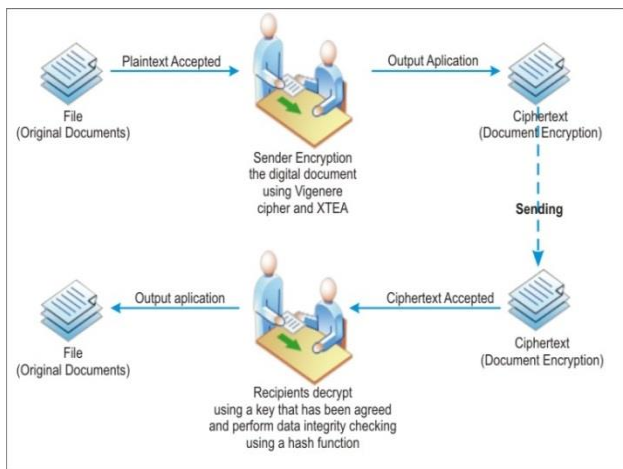 Plaintext Accepted
Output Aplication
File
(Original Documents)
Sender Encryption
the digital document
using Vigenere
cipher and XTEA
Ciphertext
(Document Encryption)
Sending
Output aplication
Ciphertext Accepted
File
(Original Documents)
Recipients decrypt
using a key that has been agreed
and perform data integrity checking
using a hash function
Ciphertext
(Document Encryption)